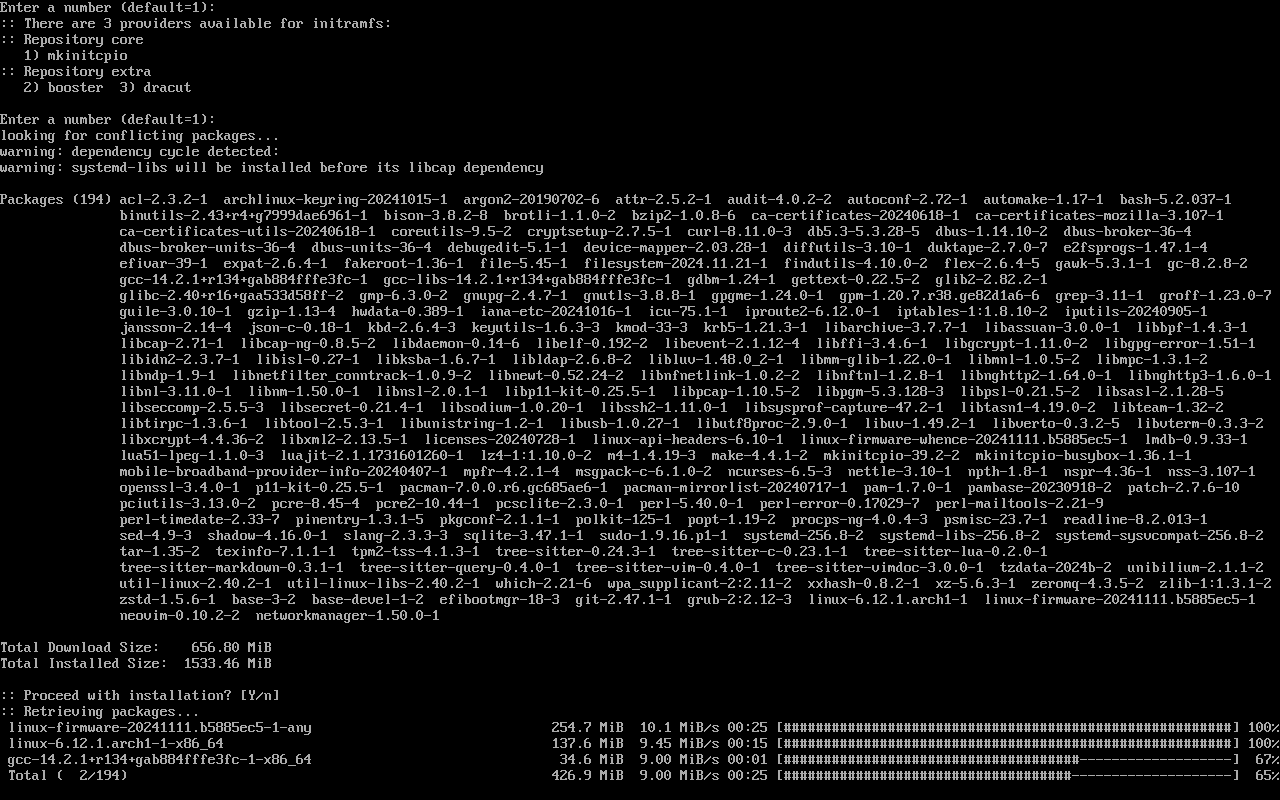 Enter a number (default=1):
:: There are 3 providers available for initramfs:
:: Repository core
   1) mkinitcpio
:: Repository extra
   2) booster  3) dracut

Enter a number (default=1):
looking for conflicting packages...
warning: dependency cycle detected:
warning: systemd-libs will be installed before its libcap dependency

Packages (194) acl-2.3.2-1  archlinux-keyring-20241015-1  argon2-20190702-6  attr-2.5.2-1  audit-4.0.2-2  autoconf-2.72-1  automake-1.17-1  bash-5.2.037-1
               binutils-2.43+r4+g7999dae6961-1  bison-3.8.2-8  brotli-1.1.0-2  bzip2-1.0.8-6  ca-certificates-20240618-1  ca-certificates-mozilla-3.107-1
               ca-certificates-utils-20240618-1  coreutils-9.5-2  cryptsetup-2.7.5-1  curl-8.11.0-3  db5.3-5.3.28-5  dbus-1.14.10-2  dbus-broker-36-4
               dbus-broker-units-36-4  dbus-units-36-4  debugedit-5.1-1  device-mapper-2.03.28-1  diffutils-3.10-1  duktape-2.7.0-7  e2fsprogs-1.47.1-4
               efivar-39-1  expat-2.6.4-1  fakeroot-1.36-1  file-5.45-1  filesystem-2024.11.21-1  findutils-4.10.0-2  flex-2.6.4-5  gawk-5.3.1-1  gc-8.2.8-2
               gcc-14.2.1+r134+gab884fffe3fc-1  gcc-libs-14.2.1+r134+gab884fffe3fc-1  gdbm-1.24-1  gettext-0.22.5-2  glib2-2.82.2-1
               glibc-2.40+r16+gaa533d58ff-2  gmp-6.3.0-2  gnupg-2.4.7-1  gnutls-3.8.8-1  gpgme-1.24.0-1  gpm-1.20.7.r38.ge82d1a6-6  grep-3.11-1  groff-1.23.0-7
               guile-3.0.10-1  gzip-1.13-4  hwdata-0.389-1  iana-etc-20241016-1  icu-75.1-1  iproute2-6.12.0-1  iptables-1:1.8.10-2  iputils-20240905-1
               jansson-2.14-4  json-c-0.18-1  kbd-2.6.4-3  keyutils-1.6.3-3  kmod-33-3  krb5-1.21.3-1  libarchive-3.7.7-1  libassuan-3.0.0-1  libbpf-1.4.3-1
               libcap-2.71-1  libcap-ng-0.8.5-2  libdaemon-0.14-6  libelf-0.192-2  libevent-2.1.12-4  libffi-3.4.6-1  libgcrypt-1.11.0-2  libgpg-error-1.51-1
               libidn2-2.3.7-1  libisl-0.27-1  libksba-1.6.7-1  libldap-2.6.8-2  libluv-1.48.0_2-1  libmm-glib-1.22.0-1  libmnl-1.0.5-2  libmpc-1.3.1-2
               libndp-1.9-1  libnetfilter_conntrack-1.0.9-2  libnewt-0.52.24-2  libnfnetlink-1.0.2-2  libnftnl-1.2.8-1  libnghttp2-1.64.0-1  libnghttp3-1.6.0-1
               libnl-3.11.0-1  libnm-1.50.0-1  libnsl-2.0.1-1  libp11-kit-0.25.5-1  libpcap-1.10.5-2  libpgm-5.3.128-3  libpsl-0.21.5-2  libsasl-2.1.28-5
               libseccomp-2.5.5-3  libsecret-0.21.4-1  libsodium-1.0.20-1  libssh2-1.11.0-1  libsysprof-capture-47.2-1  libtasn1-4.19.0-2  libteam-1.32-2
               libtirpc-1.3.6-1  libtool-2.5.3-1  libunistring-1.2-1  libusb-1.0.27-1  libutf8proc-2.9.0-1  libuv-1.49.2-1  libverto-0.3.2-5  libvterm-0.3.3-2
               libxcrypt-4.4.36-2  libxml2-2.13.5-1  licenses-20240728-1  linux-api-headers-6.10-1  linux-firmware-whence-20241111.b5885ec5-1  lmdb-0.9.33-1
               lua51-lpeg-1.1.0-3  luajit-2.1.1731601260-1  lz4-1:1.10.0-2  m4-1.4.19-3  make-4.4.1-2  mkinitcpio-39.2-2  mkinitcpio-busybox-1.36.1-1
               mobile-broadband-provider-info-20240407-1  mpfr-4.2.1-4  msgpack-c-6.1.0-2  ncurses-6.5-3  nettle-3.10-1  npth-1.8-1  nspr-4.36-1  nss-3.107-1
               openssl-3.4.0-1  p11-kit-0.25.5-1  pacman-7.0.0.r6.gc685ae6-1  pacman-mirrorlist-20240717-1  pam-1.7.0-1  pambase-20230918-2  patch-2.7.6-10
               pciutils-3.13.0-2  pcre-8.45-4  pcre2-10.44-1  pcsclite-2.3.0-1  perl-5.40.0-1  perl-error-0.17029-7  perl-mailtools-2.21-9
               perl-timedate-2.33-7  pinentry-1.3.1-5  pkgconf-2.1.1-1  polkit-125-1  popt-1.19-2  procps-ng-4.0.4-3  psmisc-23.7-1  readline-8.2.013-1
               sed-4.9-3  shadow-4.16.0-1  slang-2.3.3-3  sqlite-3.47.1-1  sudo-1.9.16.p1-1  systemd-256.8-2  systemd-libs-256.8-2  systemd-sysvcompat-256.8-2
               tar-1.35-2  texinfo-7.1.1-1  tpm2-tss-4.1.3-1  tree-sitter-0.24.3-1  tree-sitter-c-0.23.1-1  tree-sitter-lua-0.2.0-1
               tree-sitter-markdown-0.3.1-1  tree-sitter-query-0.4.0-1  tree-sitter-vim-0.4.0-1  tree-sitter-vimdoc-3.0.0-1  tzdata-2024b-2  unibilium-2.1.1-2
               util-linux-2.40.2-1  util-linux-libs-2.40.2-1  which-2.21-6  wpa_supplicant-2:2.11-2  xxhash-0.8.2-1  xz-5.6.3-1  zeromq-4.3.5-2  zlib-1:1.3.1-2
               zstd-1.5.6-1  base-3-2  base-devel-1-2  efibootmgr-18-3  git-2.47.1-1  grub-2:2.12-3  linux-6.12.1.arch1-1  linux-firmware-20241111.b5885ec5-1
               neovim-0.10.2-2  networkmanager-1.50.0-1

Total Download Size:    656.80 MiB
Total Installed Size:  1533.46 MiB

:: Proceed with installation? [Y/n]
:: Retrieving packages...
 linux-firmware-20241111.b5885ec5-1-any                              254.7 MiB  10.1 MiB/s 00:25 [########################################################] 100%
 linux-6.12.1.arch1-1-x86_64                                         137.6 MiB  9.45 MiB/s 00:15 [########################################################] 100%
 gcc-14.2.1+r134+gab884fffe3fc-1-x86_64                               34.6 MiB  9.00 MiB/s 00:01 [#####################################-------------------]  67%
 Total (  2/194)                                                     426.9 MiB  9.00 MiB/s 00:25 [####################################--------------------]  65%